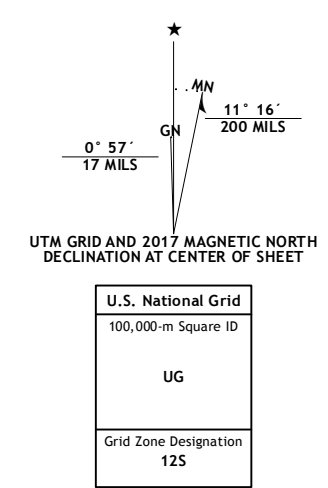 ★
MN
11° 16´
200 MILS
GN
0° 57´
17 MILS
UTM GRID AND 2017 MAGNETIC NORTH
DECLINATION AT CENTER OF SHEET
U.S. National Grid
100,000-m Square ID
UG
Grid Zone Designation
12S